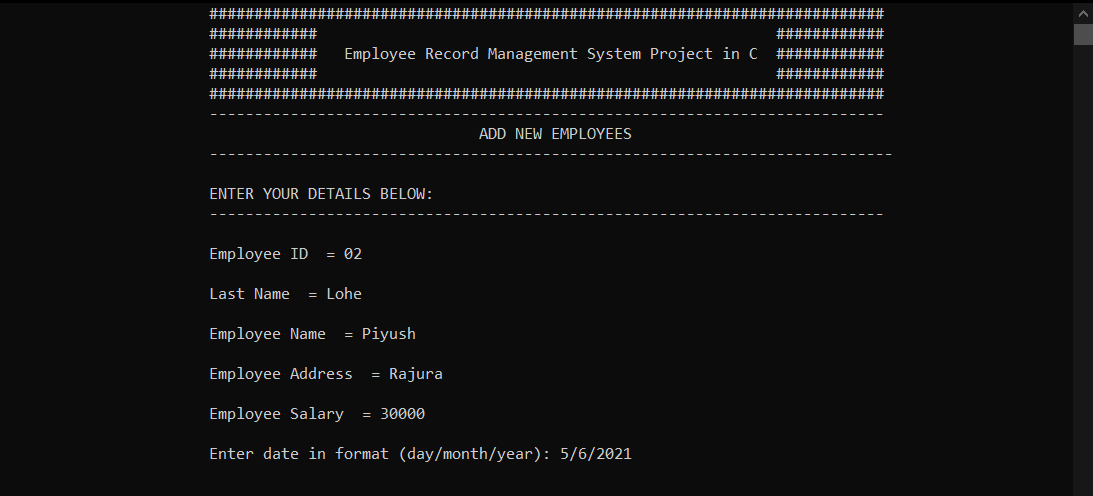 ###########################################################################
############                                                   ############
############   Employee Record Management System Project in C  ############
############                                                   ############
###########################################################################
---------------------------------------------------------------------------
ADD NEW EMPLOYEES
----------------------------------------------------------------------------
ENTER YOUR DETAILS BELOW:
---------------------------------------------------------------------------
Employee ID  = 02
Last Name  = Lohe
Employee Name  = Piyush
Employee Address  = Rajura
Employee Salary  = 30000
Enter date in format (day/month/year): 5/6/2021